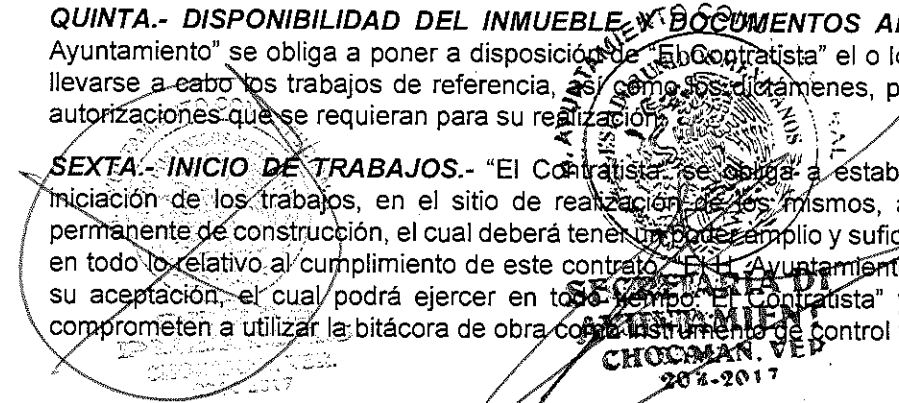 QUINTA.- DISPONIBILIDAD DEL INMUEBLE Y DOCUMENTOS
Ayuntamiento" se obliga a poner a disposición de "El Contratista" el o
llevarse a cabo los trabajos de referencia, así como los dictámenes,
autorizaciones que se requieran para su realización.
SEXTA.- INICIO DE TRABAJOS.- "El Contratista" se obliga a
iniciación de los trabajos, en el sitio de realización de los mismos,
permanente de construcción, el cual deberá tener un poder amplio y
en todo lo relativo al cumplimiento de este contrato. "El H. Ayuntamient
su aceptación, el cual podrá ejercer en todo tiempo. "El Contratista"
comprometen a utilizar la bitácora de obra como instrumento de control
SECRETARIA DE
AYUNTAMIENT
CHOCAMAN, VER
2017